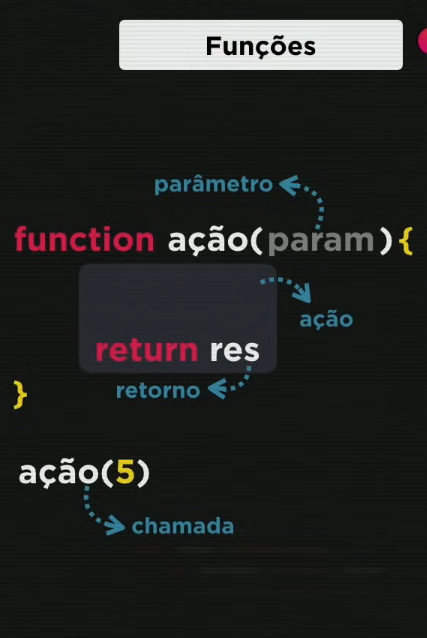 Funções
parâmetro
function ação(param){
ação
return res
retorno
}
ação(5)
chamada